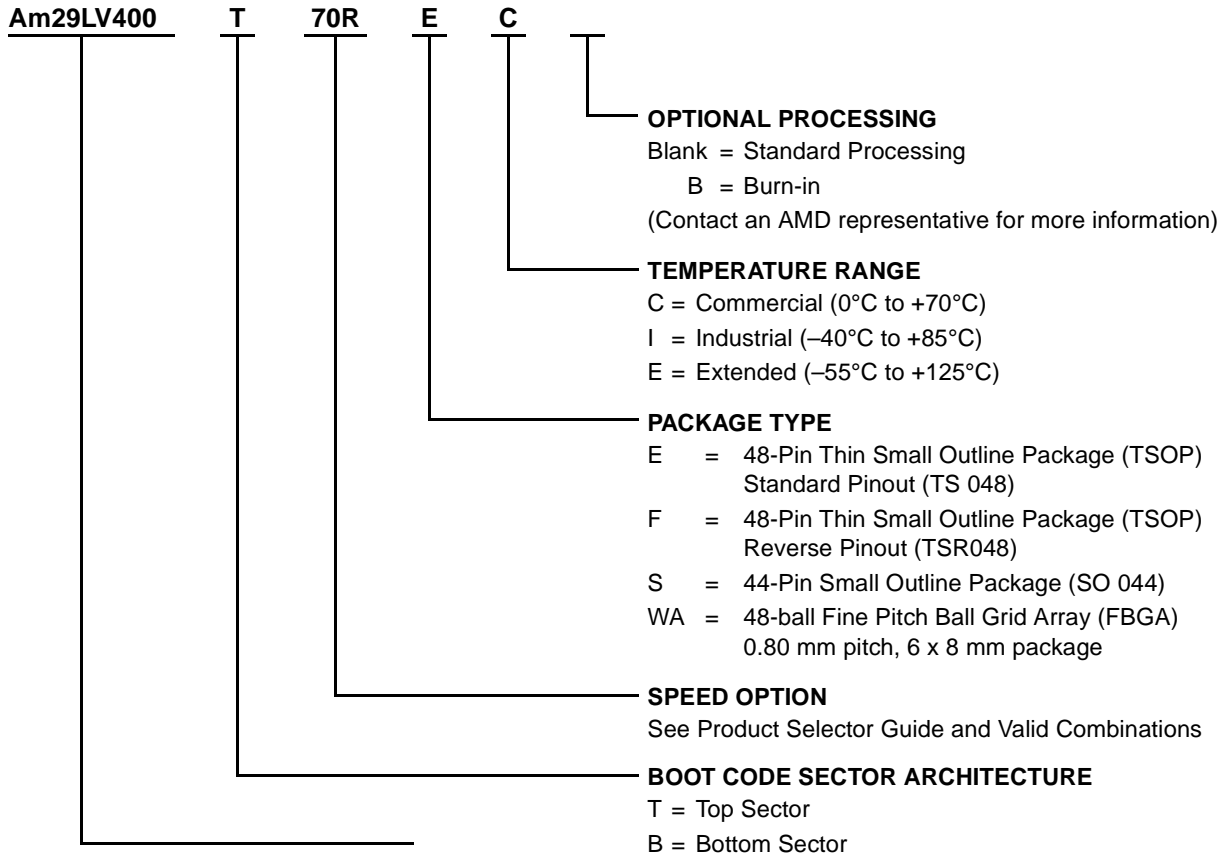 Am29LV400 T 70R E C
OPTIONAL PROCESSING
Blank = Standard Processing
B = Burn-in
(Contact an AMD representative for more information)
TEMPERATURE RANGE
C = Commercial (0°C to +70°C)
I = Industrial (–40°C to +85°C)
E = Extended (–55°C to +125°C)
PACKAGE TYPE
E = 48-Pin Thin Small Outline Package (TSOP)
Standard Pinout (TS 048)
F = 48-Pin Thin Small Outline Package (TSOP)
Reverse Pinout (TSR048)
S = 44-Pin Small Outline Package (SO 044)
WA = 48-ball Fine Pitch Ball Grid Array (FBGA)
0.80 mm pitch, 6 x 8 mm package
SPEED OPTION
See Product Selector Guide and Valid Combinations
BOOT CODE SECTOR ARCHITECTURE
T = Top Sector
B = Bottom Sector